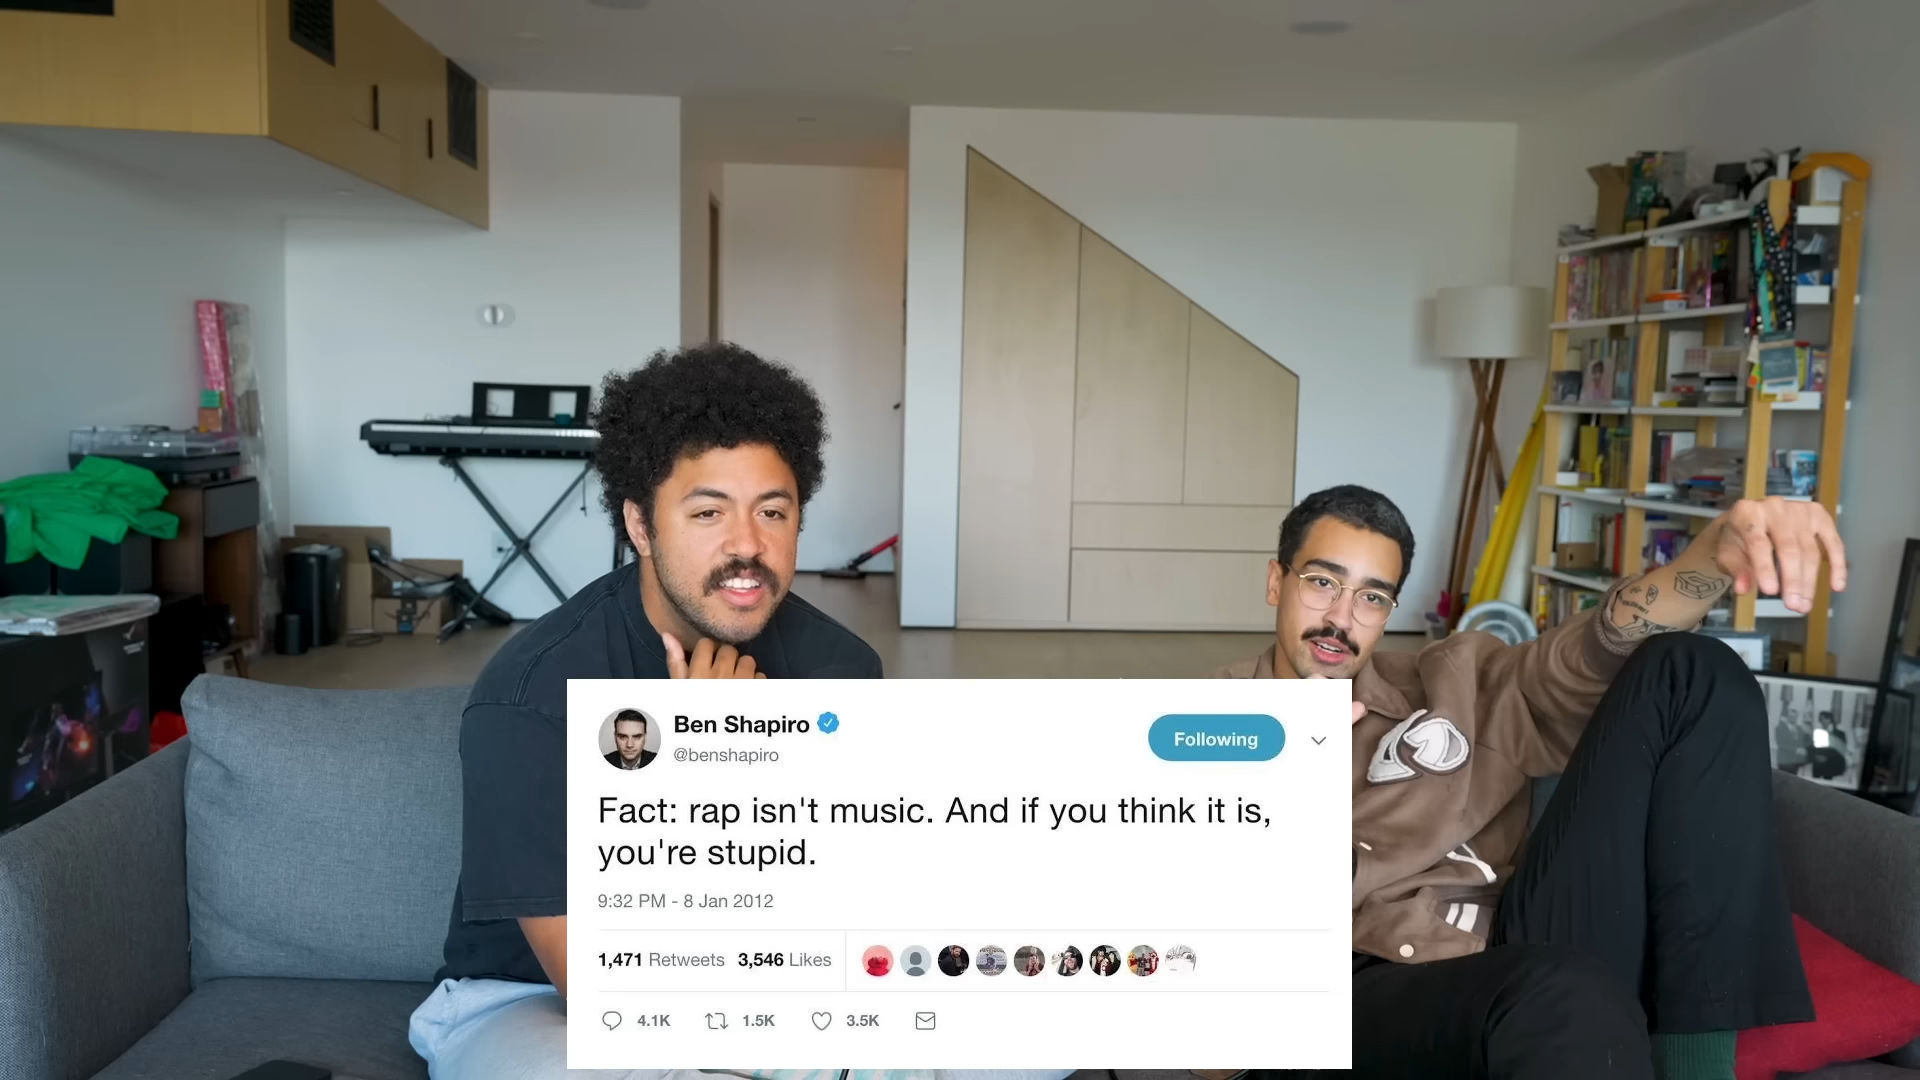 Ben Shapiro
@benshapiro
Following
Fact: rap isn't music. And if you think it is,
you're stupid.
9:32 PM - 8 Jan 2012
1,471 Retweets 3,546 Likes
4.1K 1.5K 3.5K